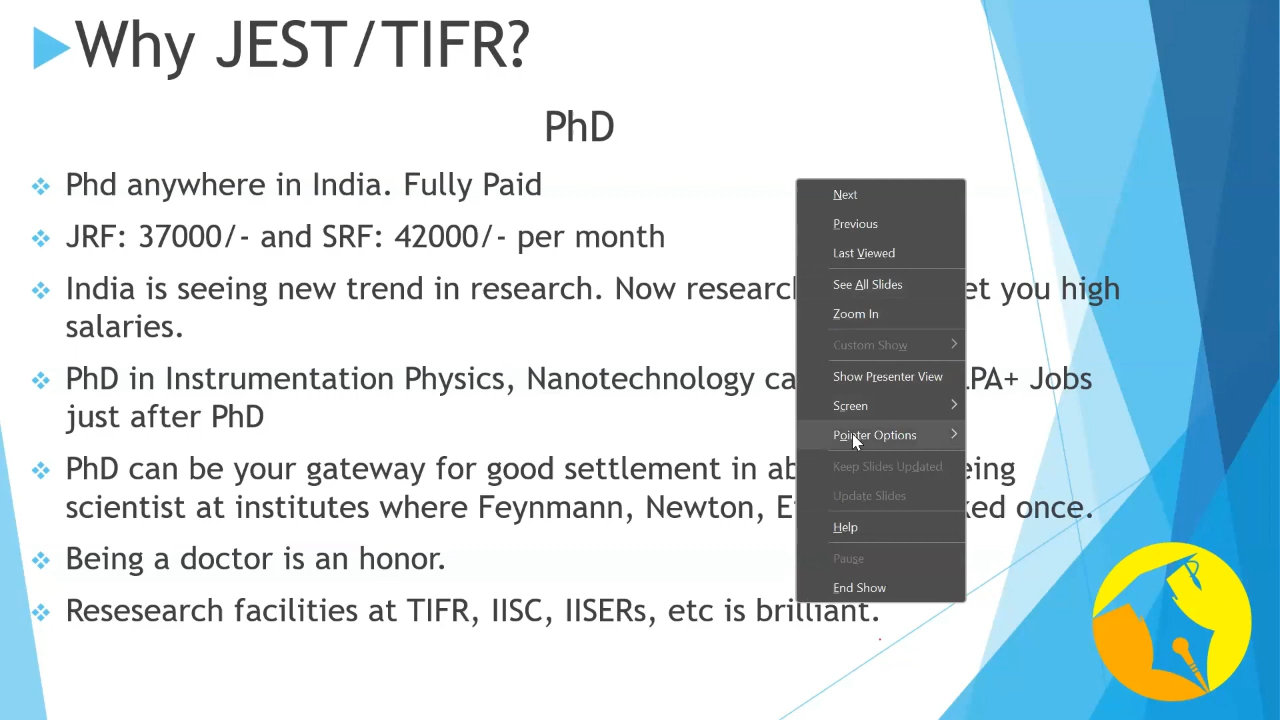 Why JEST/TIFR?
PhD
Phd anywhere in India. Fully Paid
JRF: 37000/- and SRF: 42000/- per month
India is seeing new trend in research. Now research et you high
salaries.
PhD in Instrumentation Physics, Nanotechnology ca LPA+ Jobs
just after PhD
PhD can be your gateway for good settlement in ab eing
scientist at institutes where Feynmann, Newton, ked once.
Being a doctor is an honor.
Resesearch facilities at TIFR, IISC, IISERs, etc is brilliant.
Next
Previous
Last Viewed
See All Slides
Zoom In
Custom Show
Show Presenter View
Screen
Pointer Options
Keep Slides Updated
Update Slides
Help
Pause
End Show